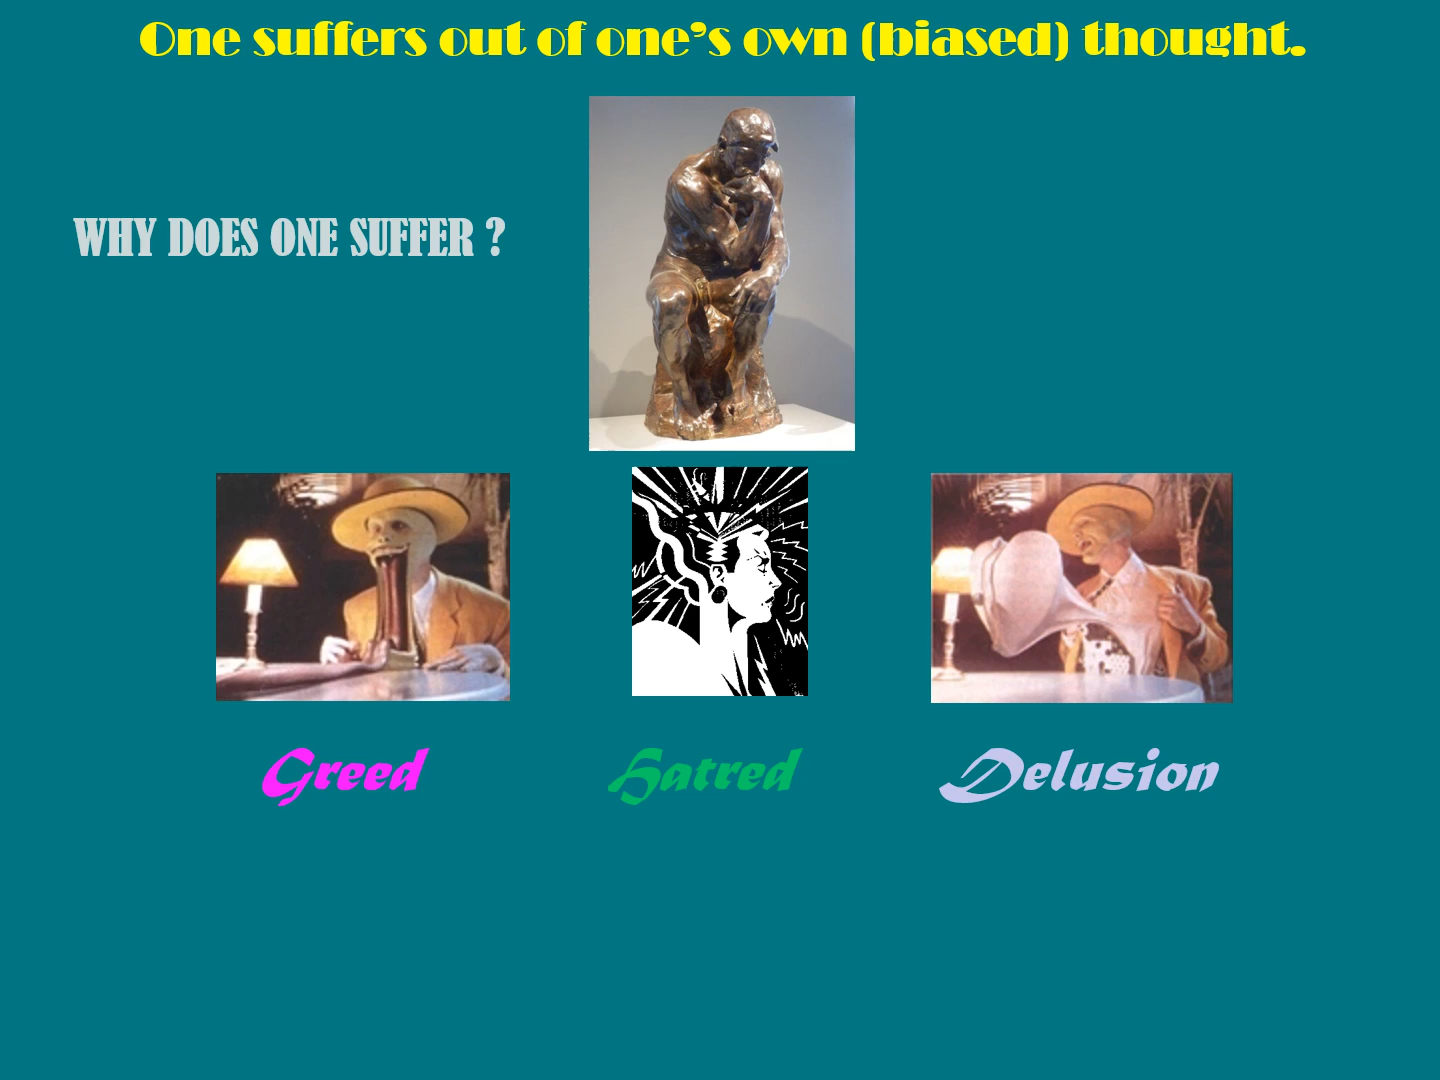 One suffers out of one's own (biased) thought.
WHY DOES ONE SUFFER ?
Greed
Hatred
Delusion